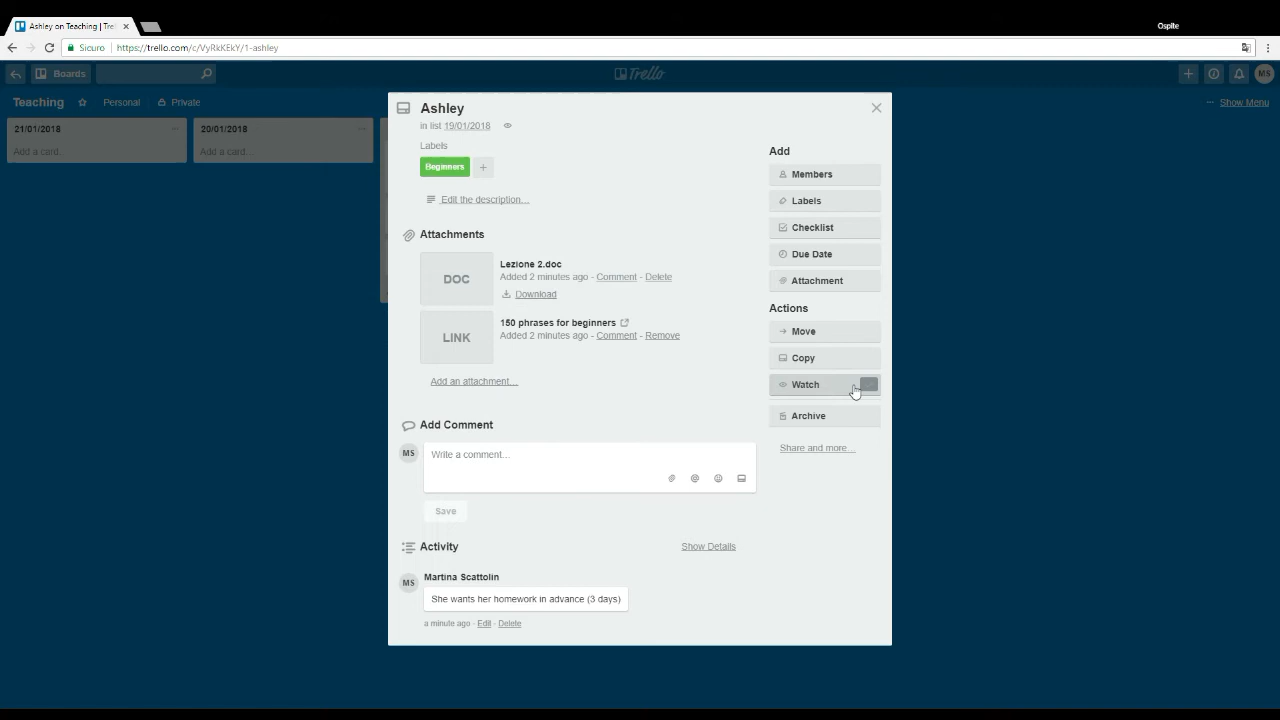 Ashley on Teaching | Trel
Ospite
Sicuro
https://trello.com/c/VyRkKEkY/1-ashley
Boards
Trello
MS
Teaching
Personal
Private
Show Menu
21/01/2018
Add a card…
20/01/2018
Add a card…
Ashley
in list 19/01/2018
Labels
Beginners
Edit the description…
Attachments
DOC
Lezione 2.doc
Added 2 minutes ago - Comment - Delete
Download
LINK
150 phrases for beginners
Added 2 minutes ago - Comment - Remove
Add an attachment…
Add Comment
MS
Write a comment…
Save
Activity
Show Details
MS
Martina Scattolin
She wants her homework in advance (3 days)
a minute ago - Edit - Delete
Add
Members
Labels
Checklist
Due Date
Attachment
Actions
Move
Copy
Watch
Archive
Share and more…